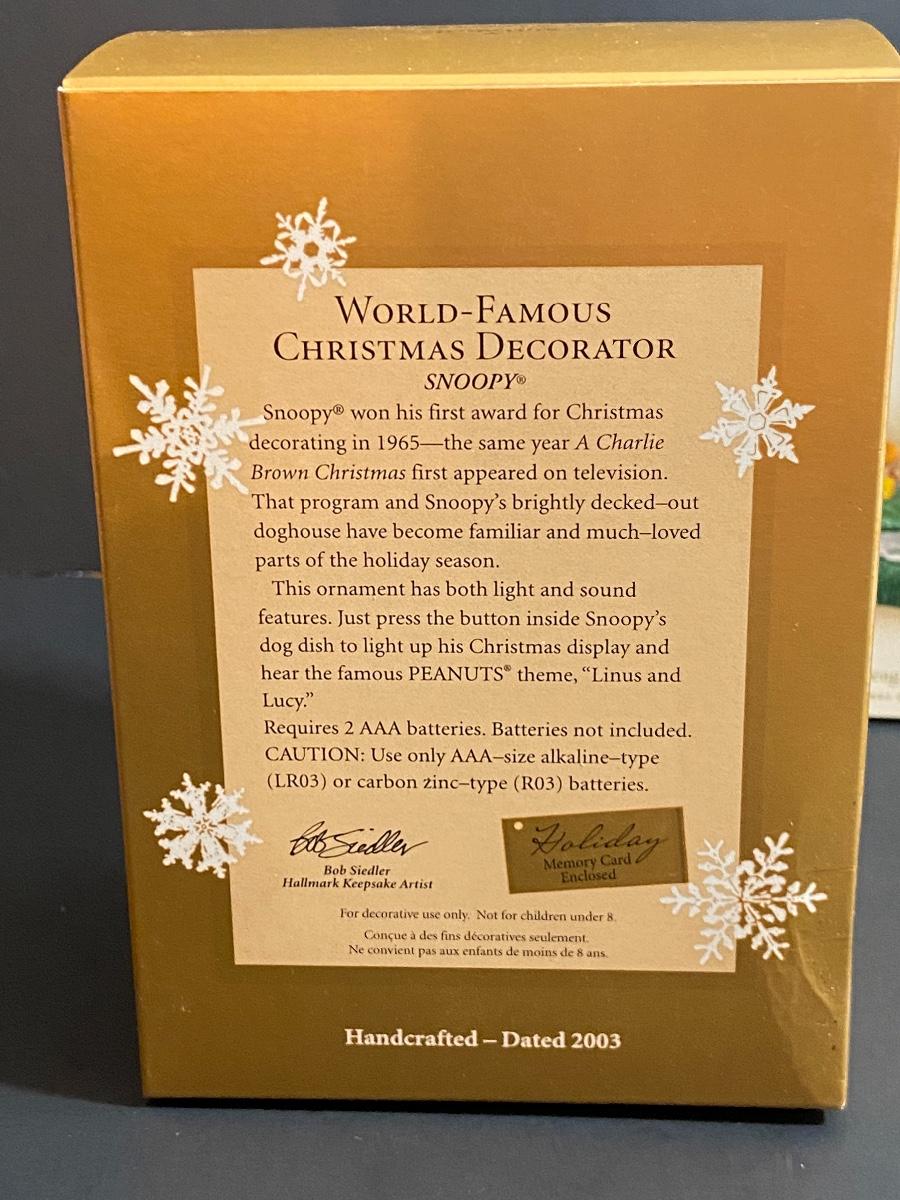 WORLD-FAMOUS
CHRISTMAS DECORATOR
SNOOPY®
Snoopy® won his first award for Christmas
decorating in 1965—the same year A Charlie
Brown Christmas first appeared on television.
That program and Snoopy's brightly decked–out
doghouse have become familiar and much–loved
parts of the holiday season.
This ornament has both light and sound
features. Just press the button inside Snoopy's
dog dish to light up his Christmas display and
hear the famous PEANUTS® theme, “Linus and
Lucy.”
Requires 2 AAA batteries. Batteries not included.
CAUTION: Use only AAA–size alkaline–type
(LR03) or carbon zinc–type (R03) batteries.
Bob Siedler
Bob Siedler
Hallmark Keepsake Artist
Holiday
Memory Card
Enclosed
For decorative use only. Not for children under 8.
Conçue à des fins décoratives seulement.
Ne convient pas aux enfants de moins de 8 ans.
Handcrafted – Dated 2003